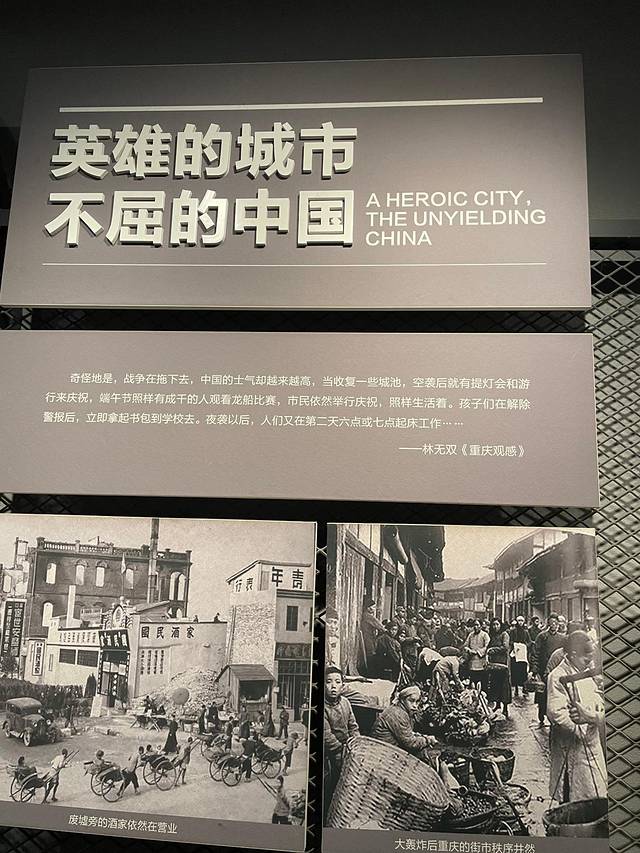 英雄的城市
不屈的中国
A HEROIC CITY,
THE UNYIELDING
CHINA
奇怪地是，战争在拖下去，中国的士气却越来越高，当收复一些城池，空袭后就有提灯会和游
行来庆祝，端午节照样有成千的人观看龙船比赛，市民依然举行庆祝，照样生活着。孩子们在解除
警报后，立即拿起书包到学校去。夜袭以后，人们又在第二天六点或七点起床工作……
——林无双《重庆观感》
行表年青
家酒民國
废墟旁的酒家依然在营业
大轰炸后重庆的街市秩序井然